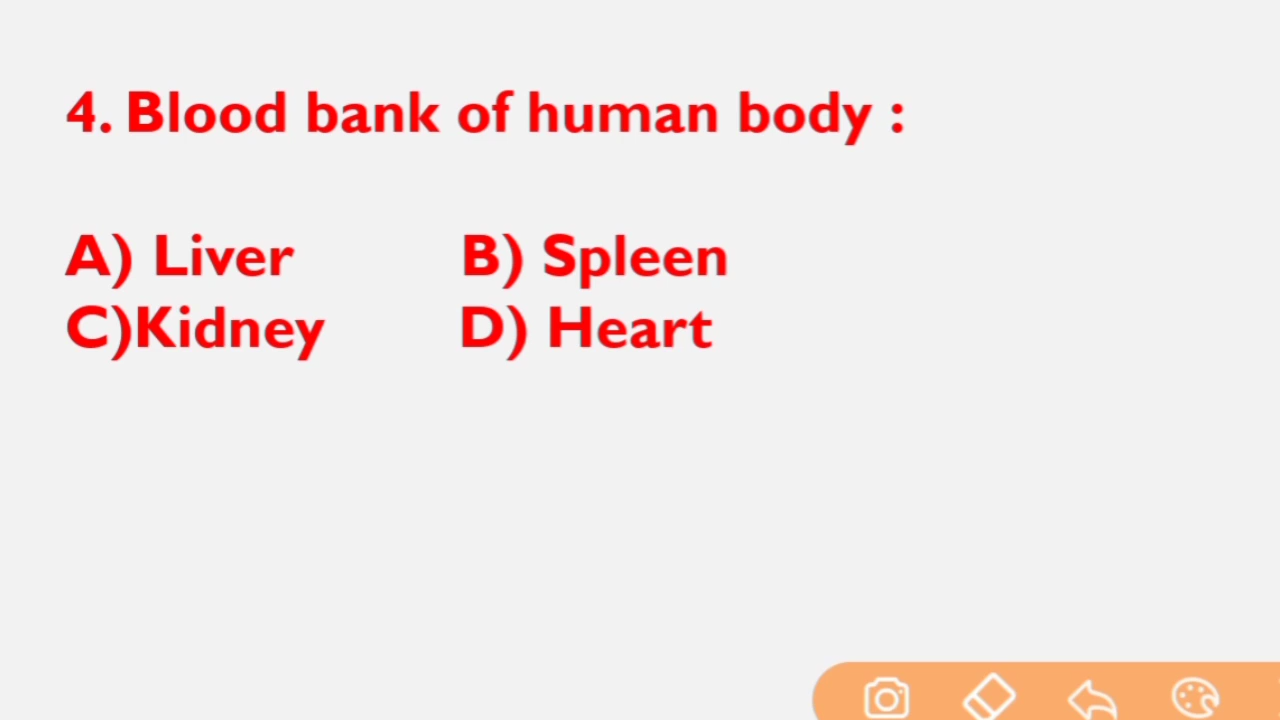 4. Blood bank of human body :
A) Liver B) Spleen
C)Kidney D) Heart